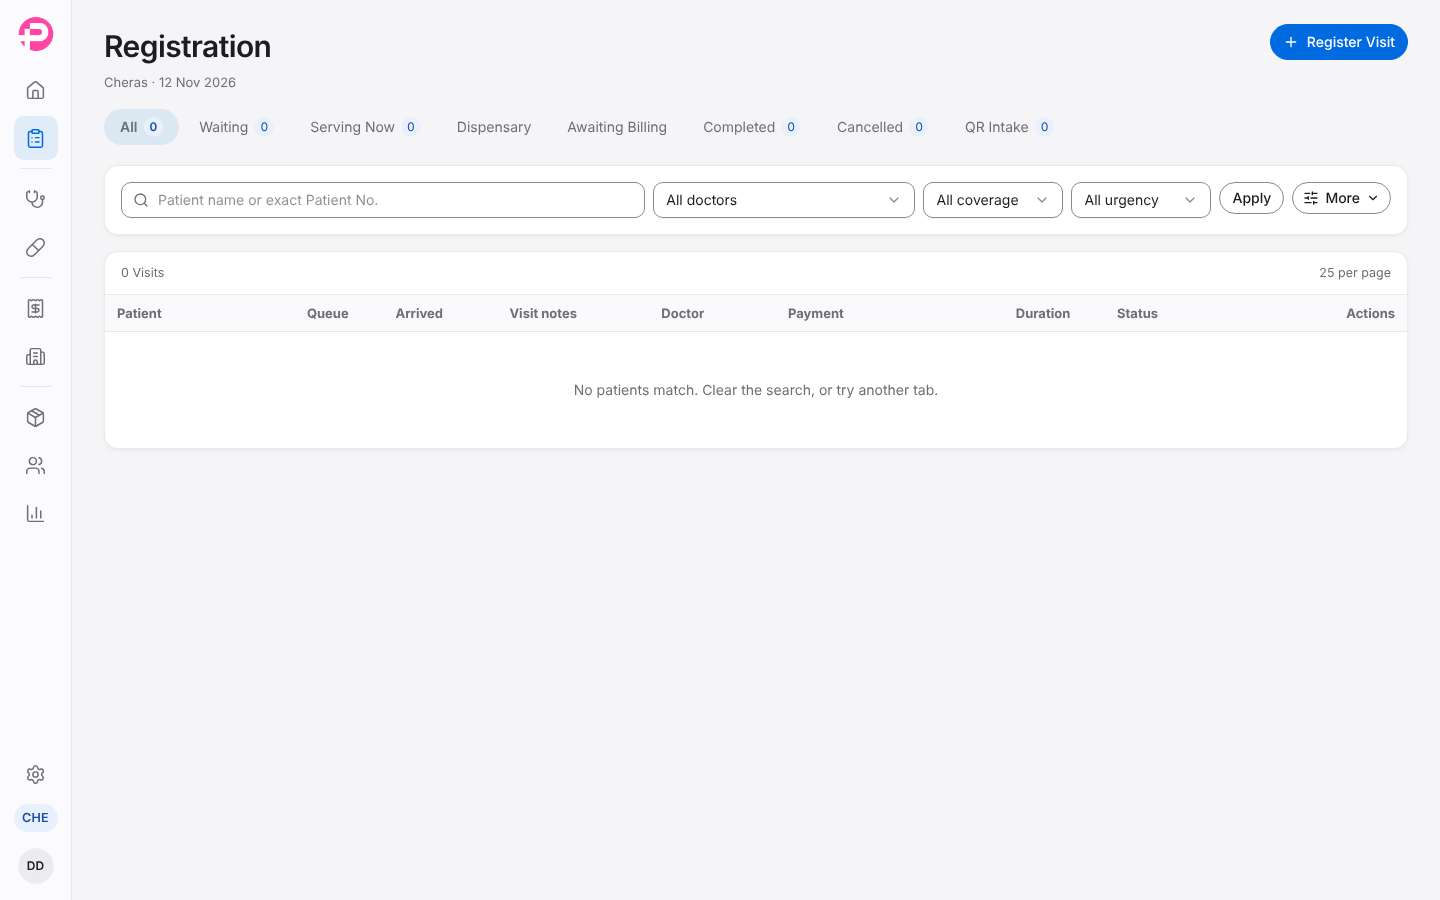 Registration
Register Visit
Cheras · 12 Nov 2026
All 0 Waiting 0 Serving Now 0 Dispensary Awaiting Billing Completed 0 Cancelled 0 QR Intake 0
Patient name or exact Patient No. All doctors All coverage All urgency Apply More
0 Visits 25 per page
Patient Queue Arrived Visit notes Doctor Payment Duration Status Actions
No patients match. Clear the search, or try another tab.
CHE
DD